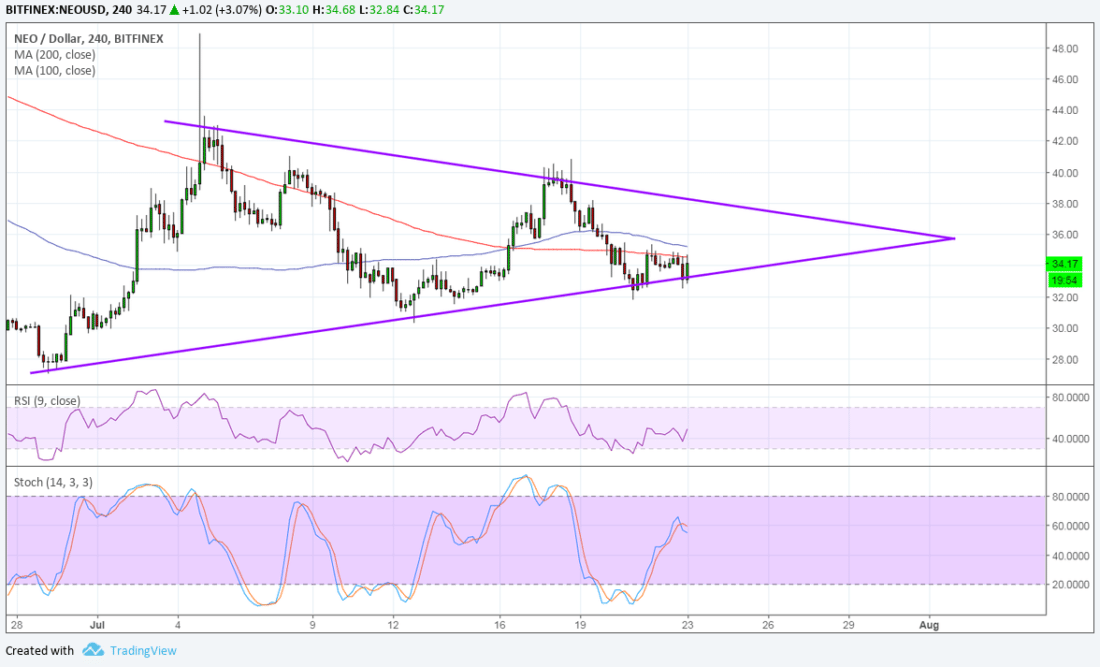 BITFINEX:NEOUSD, 240 34.17 ▲ +1.02 (+3.07%) O:33.10 H:34.68 L:32.84 C:34.17
NEO / Dollar, 240, BITFINEX
MA (200, close)
MA (100, close)
48.00
46.00
44.00
42.00
40.00
38.00
36.00
34.17
19:54
32.00
30.00
28.00
RSI (9, close)
80.0000
40.0000
Stoch (14, 3, 3)
80.0000
60.0000
40.0000
20.0000
28 Jul 4 9 12 16 19 23 26 29 Aug
Created with TradingView